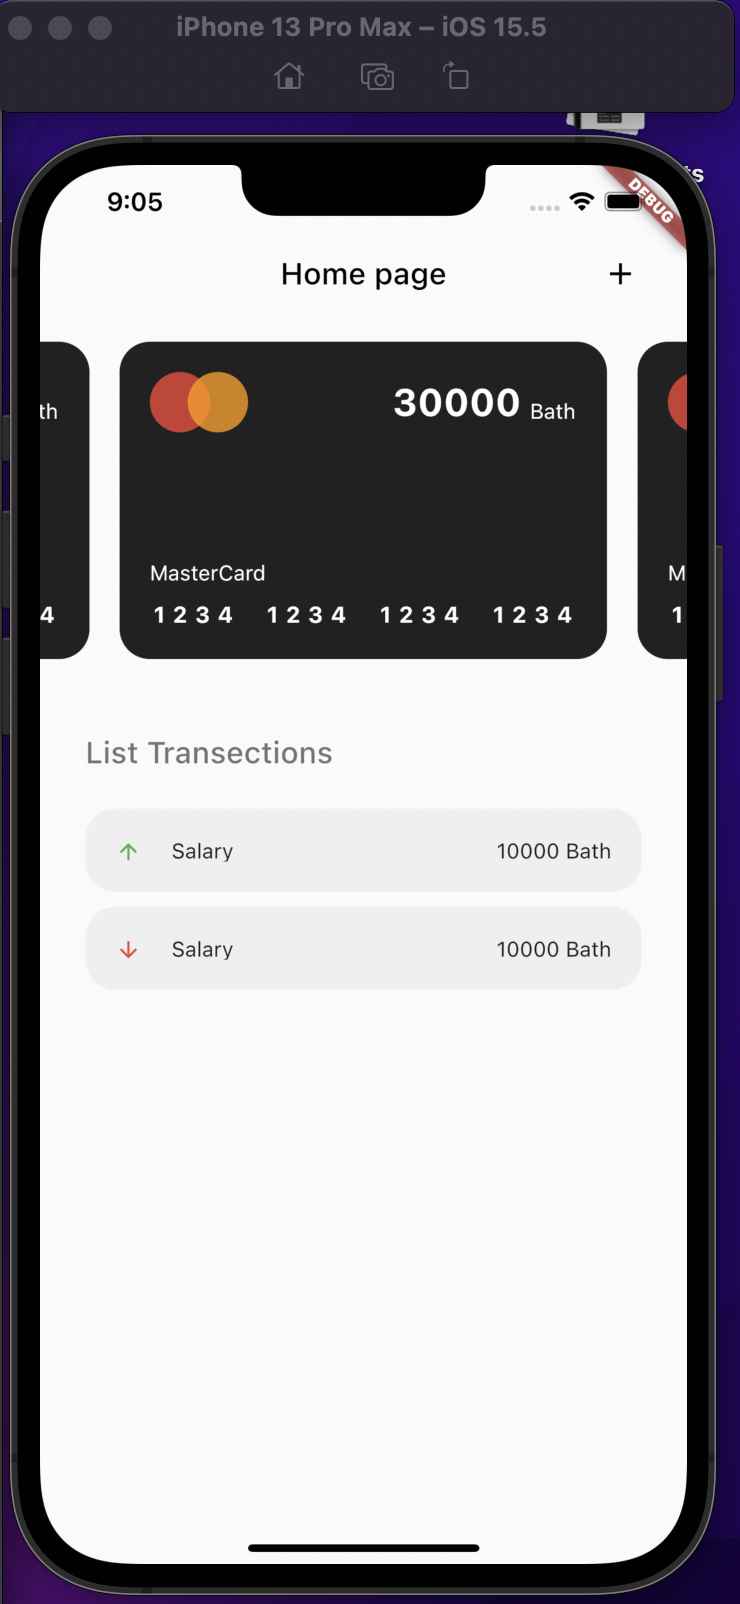 iPhone 13 Pro Max – iOS 15.5
ts
9:05
DEBUG
Home page +
th
30000 Bath
MasterCard
M
4
1 2 3 4 1 2 3 4 1 2 3 4 1 2 3 4
1
List Transections
Salary 10000 Bath
Salary 10000 Bath